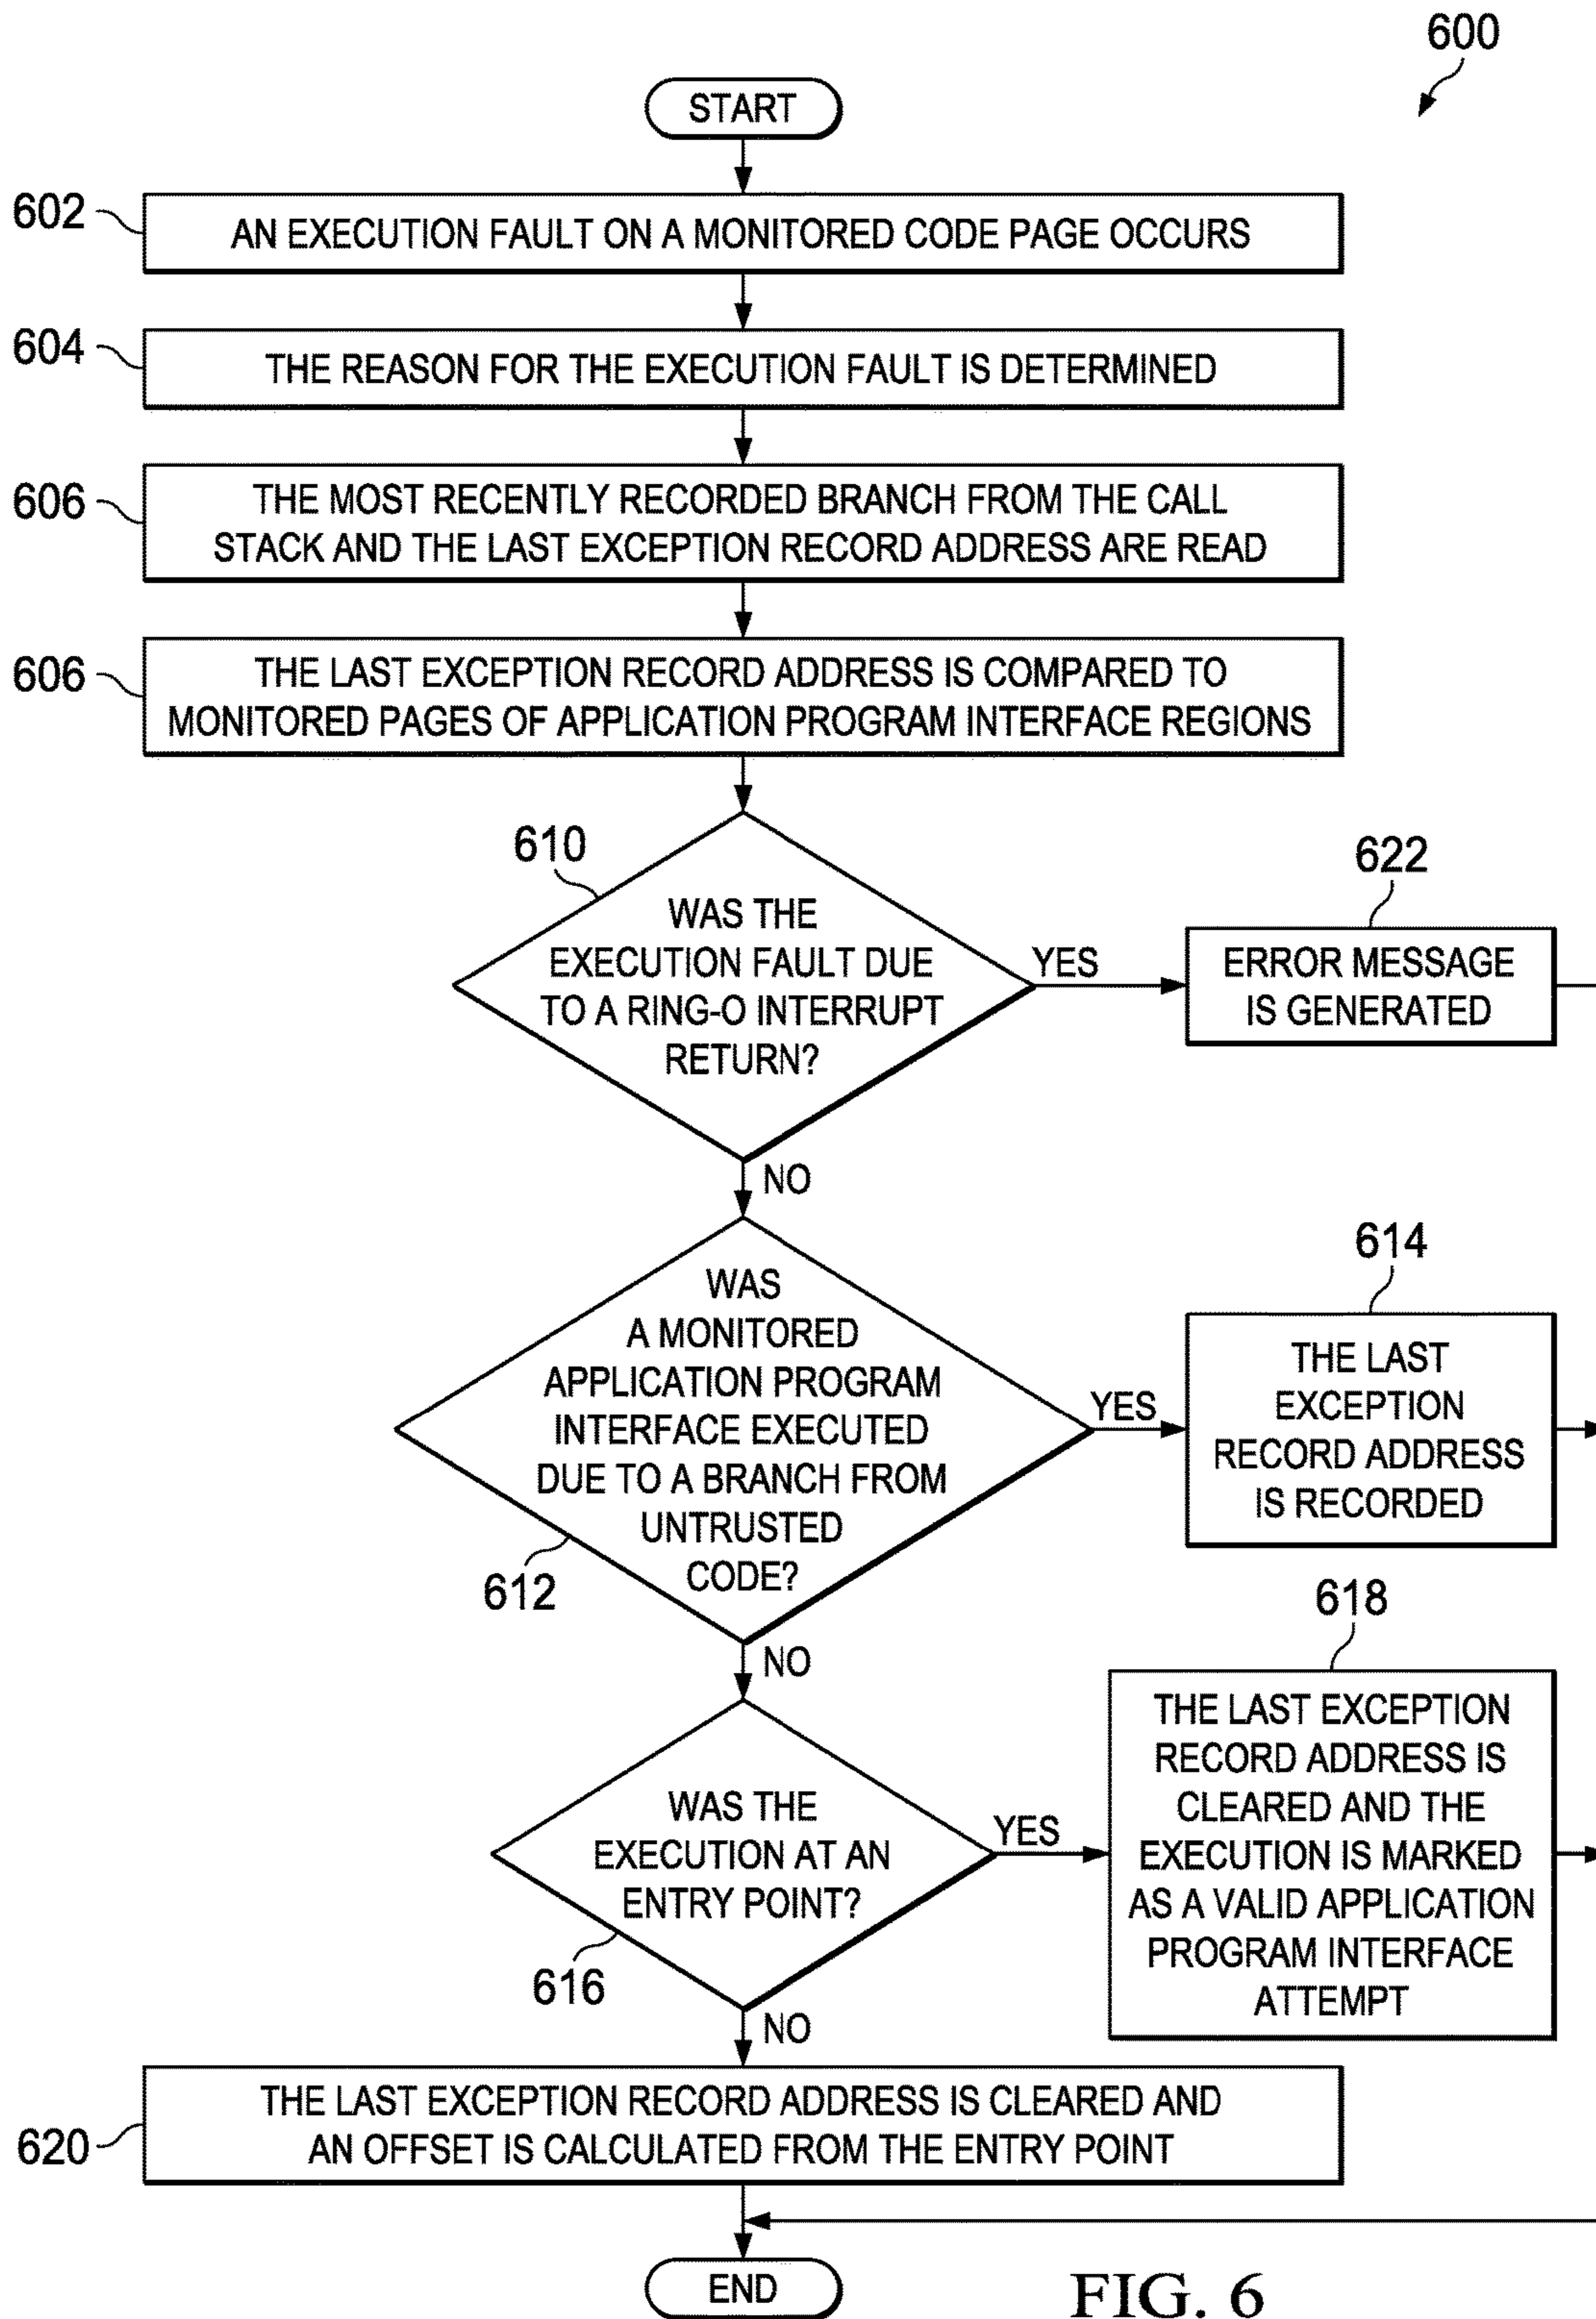 600
START
602
AN EXECUTION FAULT ON A MONITORED CODE PAGE OCCURS
604
THE REASON FOR THE EXECUTION FAULT IS DETERMINED
606
THE MOST RECENTLY RECORDED BRANCH FROM THE CALL
STACK AND THE LAST EXCEPTION RECORD ADDRESS ARE READ
606
THE LAST EXCEPTION RECORD ADDRESS IS COMPARED TO
MONITORED PAGES OF APPLICATION PROGRAM INTERFACE REGIONS
610
WAS THE
EXECUTION FAULT DUE
TO A RING-O INTERRUPT
RETURN?
YES
622
ERROR MESSAGE
IS GENERATED
NO
WAS
A MONITORED
APPLICATION PROGRAM
INTERFACE EXECUTED
DUE TO A BRANCH FROM
UNTRUSTED
CODE?
612
YES
614
THE LAST
EXCEPTION
RECORD ADDRESS
IS RECORDED
NO
WAS THE
EXECUTION AT AN
ENTRY POINT?
616
YES
618
THE LAST EXCEPTION
RECORD ADDRESS IS
CLEARED AND THE
EXECUTION IS MARKED
AS A VALID APPLICATION
PROGRAM INTERFACE
ATTEMPT
NO
620
THE LAST EXCEPTION RECORD ADDRESS IS CLEARED AND
AN OFFSET IS CALCULATED FROM THE ENTRY POINT
END
FIG. 6